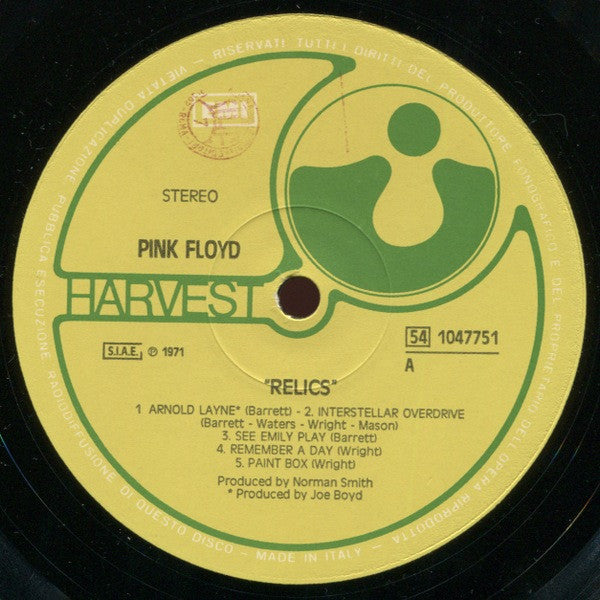 VIETATA DUPLICAZIONE - RISERVATI TUTTI I DIRITTI DEL PRODUTTORE FONOGRAFICO E DEL PROPRIETARIO DELL'OPERA RIPRODOTTA
STEREO
PINK FLOYD
HARVEST
S.I.A.E. ℗ 1971
54 1047751
A
"RELICS"
1 ARNOLD LAYNE* (Barrett) - 2. INTERSTELLAR OVERDRIVE
(Barrett - Waters - Wright - Mason)
3. SEE EMILY PLAY (Barrett)
4. REMEMBER A DAY (Wright)
5. PAINT BOX (Wright)
Produced by Norman Smith
* Produced by Joe Boyd
PUBBLICA ESECUZIONE RADIODIFFUSIONE DI QUESTO DISCO - MADE IN ITALY -